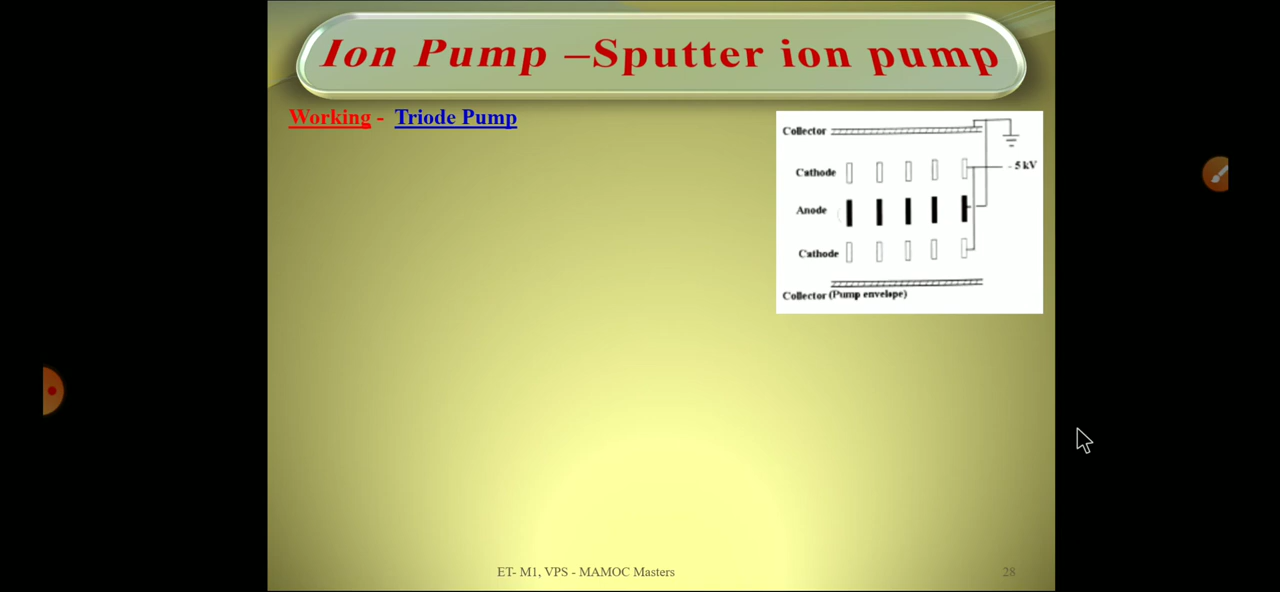 Ion Pump –Sputter ion pump
Working - Triode Pump
Collector
Cathode
- 5 kV
Anode
Cathode
Collector (Pump envelope)
ET- M1, VPS - MAMOC Masters
28